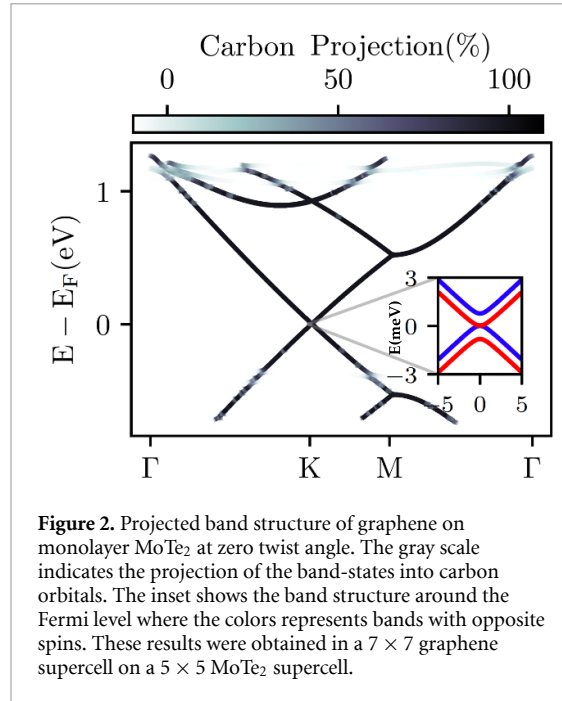 Carbon Projection(%)
0 50 100
E − E_F(eV)
1
0
E(meV)
3
0
−3
−5 0 5
Γ K M Γ
Figure 2. Projected band structure of graphene on
monolayer MoTe₂ at zero twist angle. The gray scale
indicates the projection of the band-states into carbon
orbitals. The inset shows the band structure around the
Fermi level where the colors represents bands with opposite
spins. These results were obtained in a 7 × 7 graphene
supercell on a 5 × 5 MoTe₂ supercell.